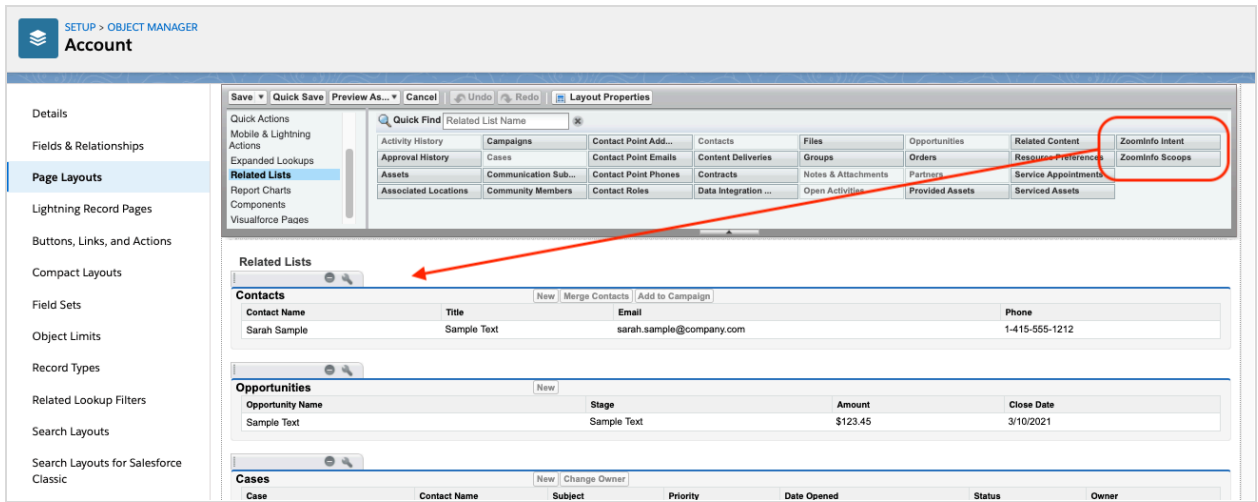 SETUP > OBJECT MANAGER
Account
Details
Fields & Relationships
Page Layouts
Lightning Record Pages
Buttons, Links, and Actions
Compact Layouts
Field Sets
Object Limits
Record Types
Related Lookup Filters
Search Layouts
Search Layouts for Salesforce
Classic
Save Quick Save Preview As... Cancel Undo Redo Layout Properties
Quick Actions
Mobile & Lightning
Actions
Expanded Lookups
Related Lists
Report Charts
Components
Visualforce Pages
Quick Find Related List Name
Activity History Campaigns Contact Point Add... Contacts Files Opportunities Related Content ZoomInfo Intent
Approval History Cases Contact Point Emails Content Deliveries Groups Orders Resource Preferences ZoomInfo Scoops
Assets Communication Sub... Contact Point Phones Contracts Notes & Attachments Partners Service Appointments
Associated Locations Community Members Contact Roles Data Integration ... Open Activities Provided Assets Serviced Assets
Related Lists
Contacts New Merge Contacts Add to Campaign
Contact Name Title Email Phone
Sarah Sample Sample Text sarah.sample@company.com 1-415-555-1212
Opportunities New
Opportunity Name Stage Amount Close Date
Sample Text Sample Text $123.45 3/10/2021
Cases New Change Owner
Case Contact Name Subject Priority Date Opened Status Owner